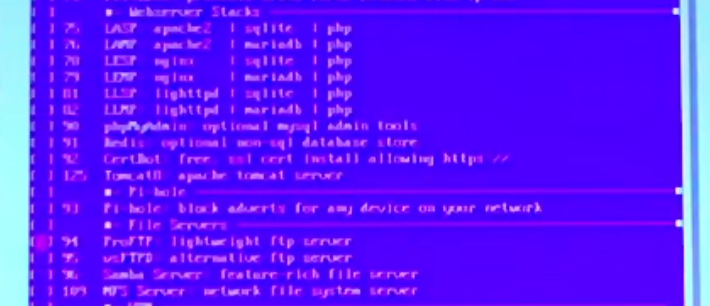 Webserver Stacks
[ ] 75 LASP apache2 | sqlite | php
[ ] 76 LAMP apache2 | mariadb | php
[ ] 78 LESP nginx | sqlite | php
[ ] 79 LEMP nginx | mariadb | php
[ ] 81 LLSP lighttpd | sqlite | php
[ ] 82 LLMP lighttpd | mariadb | php
[ ] 90 phpMyAdmin optional mysql admin tools
[ ] 91 Redis optional non-sql database store
[ ] 92 CertBot free ssl cert install allowing https //
[ ] 125 Tomcat8 apache tomcat server
[ ] Pi-hole
[ ] 93 Pi-hole block adverts for any device on your network
[ ] File Servers
[ ] 94 ProFTP lightweight ftp server
[ ] 95 vsFTPD alternative ftp server
[ ] 96 Samba Server feature-rich file server
[ ] 109 NFS Server network file system server